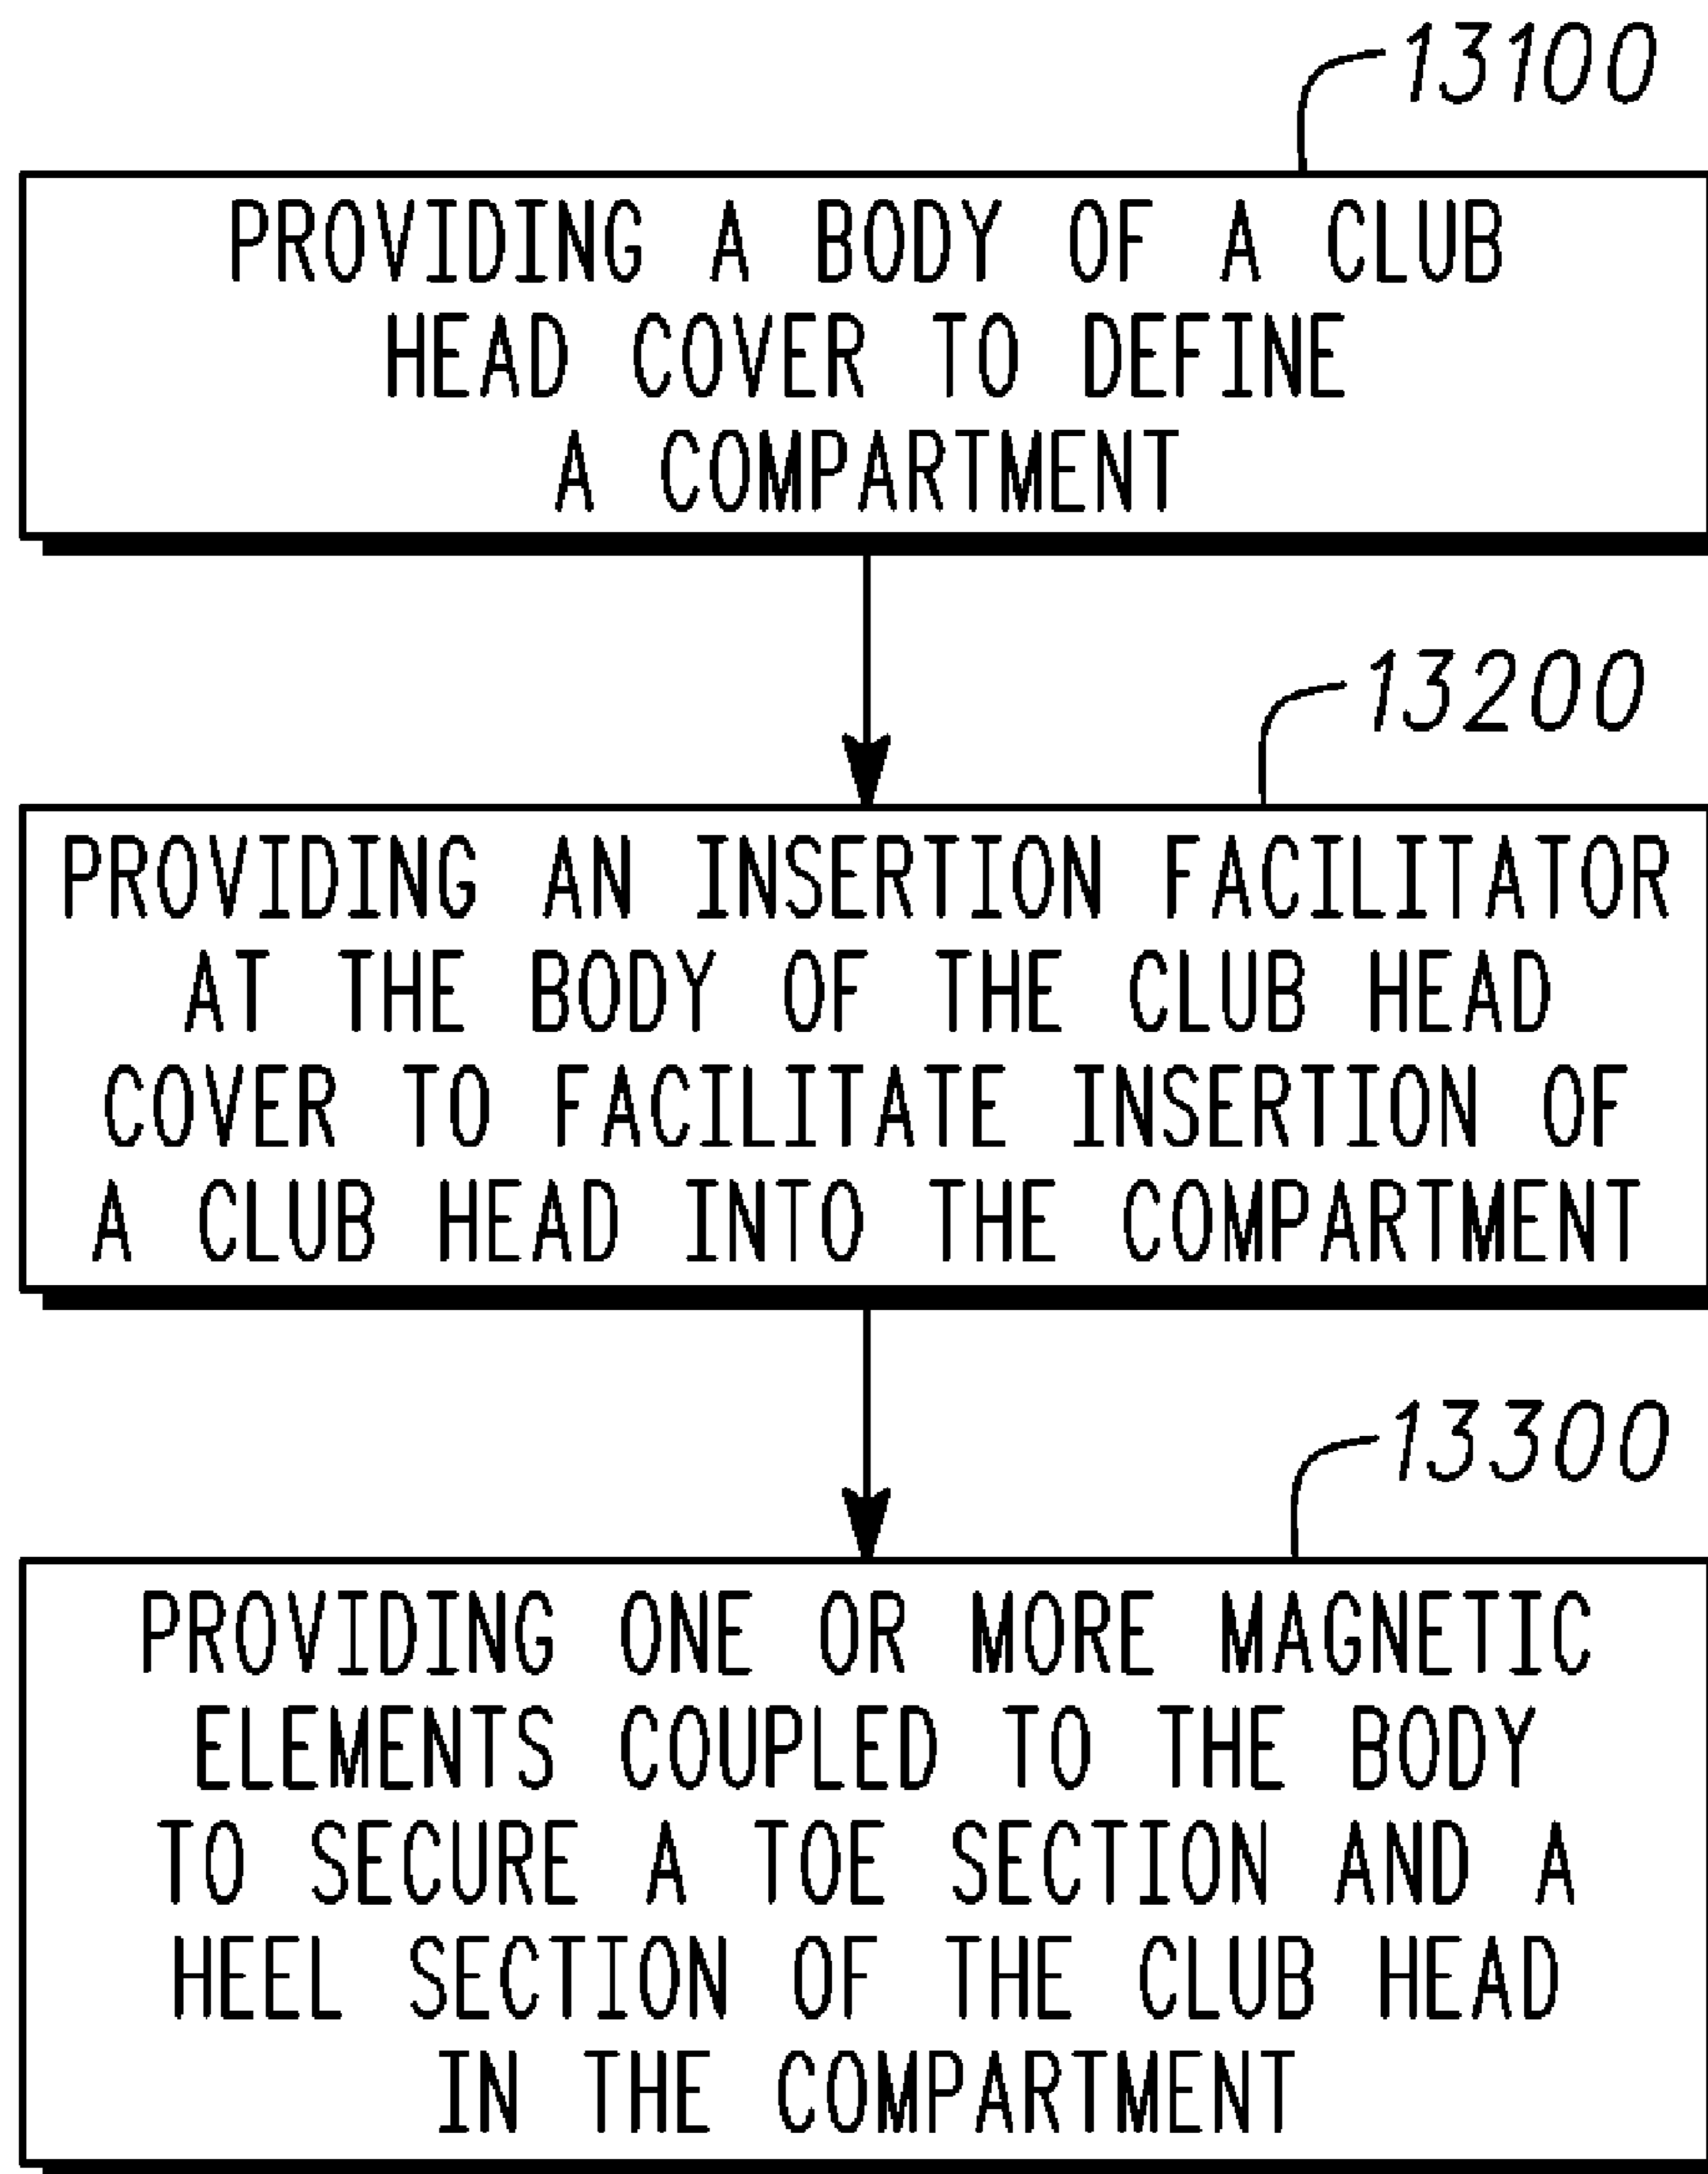 13100
PROVIDING A BODY OF A CLUB
HEAD COVER TO DEFINE
A COMPARTMENT
13200
PROVIDING AN INSERTION FACILITATOR
AT THE BODY OF THE CLUB HEAD
COVER TO FACILITATE INSERTION OF
A CLUB HEAD INTO THE COMPARTMENT
13300
PROVIDING ONE OR MORE MAGNETIC
ELEMENTS COUPLED TO THE BODY
TO SECURE A TOE SECTION AND A
HEEL SECTION OF THE CLUB HEAD
IN THE COMPARTMENT